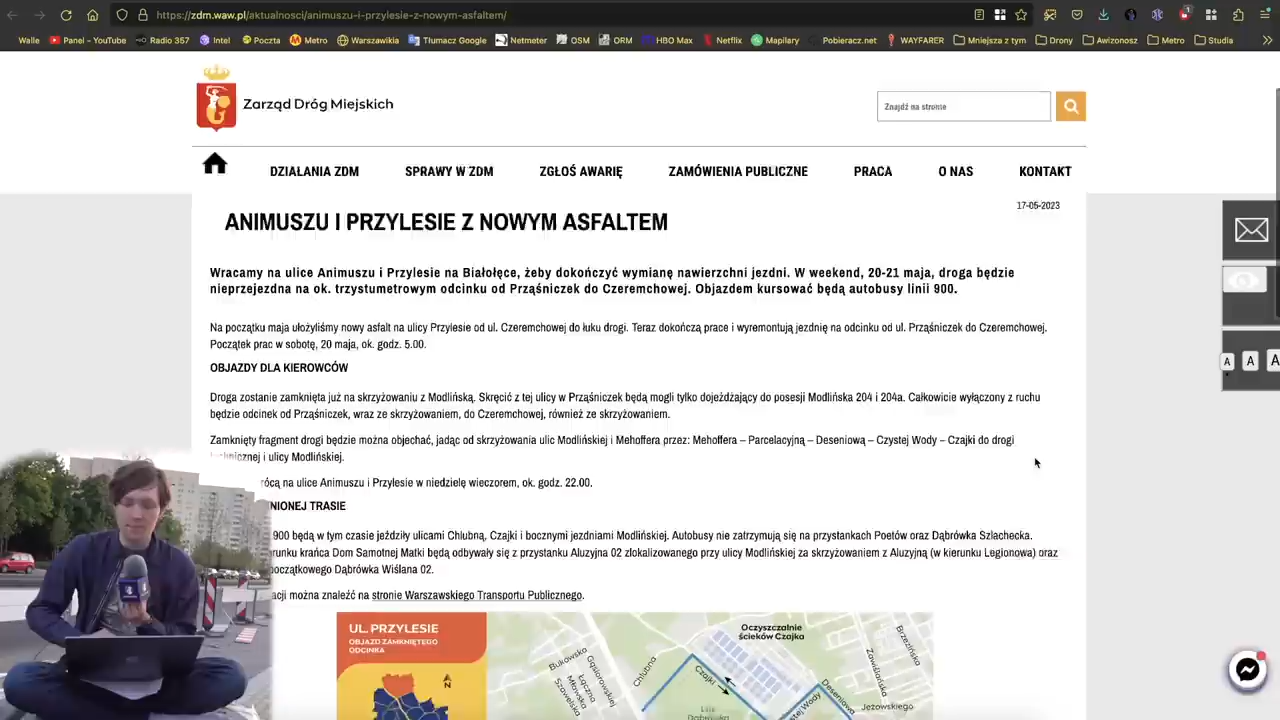 https://zdm.waw.pl/animuszu-i-przylesie-z-nowym-asfaltem/
Walle
Panel - YouTube
Radio 357
Intel
Metro
i-Warszawika
Tłumacz Google
Netmeter
OSM
ORM
HBO Max
Netflix
Mapilary
Pobieracz.net
WAYFARER
Mniejsza z tym
Awizonosz
Metro
Studia
Zarząd Dróg Miejskich
Znajdź na stronie
DZIAŁANIA ZDM
SPRAWY W ZDM
ZGŁOŚ AWARIĘ
ZAMÓWIENIA PUBLICZNE
PRACA
O NAS
KONTAKT
17-05-2023
ANIMUSZU I PRZYLESIE Z NOWYM ASFALTEM
Wracamy na ulice Animuszu i Przylesie na Białołęce, żeby dokończyć wymianę nawierzchni jezdni. W weekend, 20-21 maja, droga będzie
nieprzejezdna na ok. trzystumetrowym odcinku od Prząśniczek do Czeremchowej. Objazdem kursować będą autobusy linii 900.
Na początku maja ułożyliśmy nowy asfalt na ulicy Przylesie od ul. Czeremchowej do łuku drogi. Teraz dokończą prace i wyremontują jezdnię na odcinku od ul. Prząśniczek do Czeremchowej.
Początek prac w sobotę, 20 maja, ok. godz. 5.00.
OBJAZDY DLA KIEROWCÓW
Droga zostanie zamknięta już na skrzyżowaniu z Modlińską. Skręcić z tej ulicy w Prząśniczek będą mogli tylko dojeżdżający do posesji Modlińska 204 i 204a. Całkowicie wyłączony z ruchu
będzie odcinek od Prząśniczek, wraz ze skrzyżowaniem, do Czeremchowej, również ze skrzyżowaniem.
Zamknięty fragment drogi będzie można objechać, jadąc od skrzyżowania ulic Modlińskiej i Mehoffera przez: Mehoffera – Parcelacyjną – Deseniową – Czystej Wody – Czajki do drogi
technicznej i ulicy Modlińskiej.
rócą na ulice Animuszu i Przylesie w niedzielę wieczorem, ok. godz. 22.00.
NIONEJ TRASIE
900 będą w tym czasie jeździły ulicami Chlubną, Czajki i bocznymi jezdniami Modlińskiej. Autobusy nie zatrzymują się na przystankach Poetów oraz Dąbrówka Szlachecka.
runku krańca Dom Samotnej Matki będą odbywały się z przystanku Aluzyjna 02 zlokalizowanego przy ulicy Modlińskiej za skrzyżowaniem z Aluzyjną (w kierunku Legionowa) oraz
początkowego Dąbrówka Wiślana 02.
acji można znaleźć na stronie Warszawskiego Transportu Publicznego.
A A A
UL. PRZYLESIE
OBJAZD ZAMKNIĘTEGO
ODCINKA
N
Oczyszczalnie
ścieków Czajka
Bukowska
Gąsiorowskiej
Chlubna
Czajki
Deseniowa
Brzezińska
Zawiślańska
Jeżowskiego